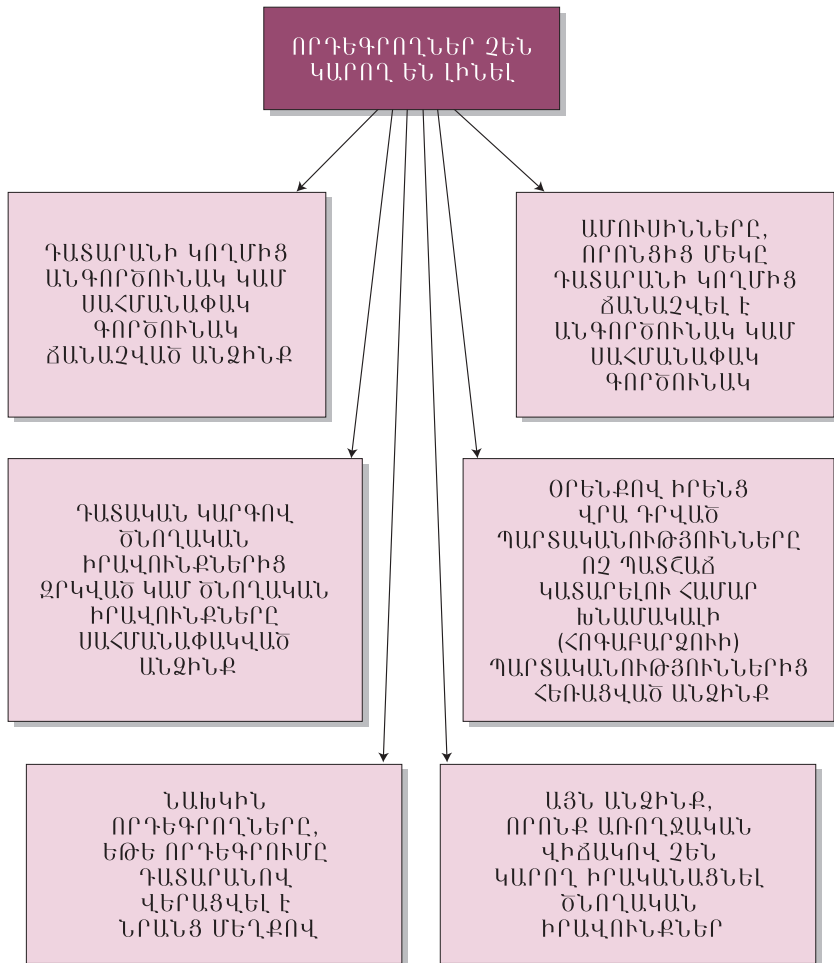 ՈՐԴԵԳՐՈՂՆԵՐ ՉԵՆ
ԿԱՐՈՂ ԵՆ ԼԻՆԵԼ
ԴԱՏԱՐԱՆԻ ԿՈՂՄԻՑ
ԱՆԳՈՐԾՈՒՆԱԿ ԿԱՄ
ՍԱՀՄԱՆԱՓԱԿ
ԳՈՐԾՈՒՆԱԿ
ՃԱՆԱՉՎԱԾ ԱՆՁԻՆՔ
ԱՄՈՒՍԻՆՆԵՐԸ,
ՈՐՈՆՑԻՑ ՄԵԿԸ
ԴԱՏԱՐԱՆԻ ԿՈՂՄԻՑ
ՃԱՆԱՉՎԵԼ Է
ԱՆԳՈՐԾՈՒՆԱԿ ԿԱՄ
ՍԱՀՄԱՆԱՓԱԿ
ԳՈՐԾՈՒՆԱԿ
ԴԱՏԱԿԱՆ ԿԱՐԳՈՎ
ԾՆՈՂԱԿԱՆ
ԻՐԱՎՈՒՆՔՆԵՐԻՑ
ԶՐԿՎԱԾ ԿԱՄ ԾՆՈՂԱԿԱՆ
ԻՐԱՎՈՒՆՔՆԵՐԸ
ՍԱՀՄԱՆԱՓԱԿՎԱԾ
ԱՆՁԻՆՔ
ՕՐԵՆՔՈՎ ԻՐԵՆՑ
ՎՐԱ ԴՐՎԱԾ
ՊԱՐՏԱԿԱՆՈՒԹՅՈՒՆՆԵՐԸ
ՈՉ ՊԱՏՇԱՃ
ԿԱՏԱՐԵԼՈՒ ՀԱՄԱՐ
ԽՆԱՄԱԿԱԼԻ
(ՀՈԳԱԲԱՐՁՈՒԻ)
ՊԱՐՏԱԿԱՆՈՒԹՅՈՒՆՆԵՐԻՑ
ՀԵՌԱՑՎԱԾ ԱՆՁԻՆՔ
ՆԱԽԿԻՆ
ՈՐԴԵԳՐՈՂՆԵՐԸ,
ԵԹԵ ՈՐԴԵԳՐՈՒՄԸ
ԴԱՏԱՐԱՆՈՎ
ՎԵՐԱՑՎԵԼ Է
ՆՐԱՆՑ ՄԵՂՔՈՎ
ԱՅՆ ԱՆՁԻՆՔ,
ՈՐՈՆՔ ԱՌՈՂՋԱԿԱՆ
ՎԻՃԱԿՈՎ ՉԵՆ
ԿԱՐՈՂ ԻՐԱԿԱՆԱՑՆԵԼ
ԾՆՈՂԱԿԱՆ
ԻՐԱՎՈՒՆՔՆԵՐ